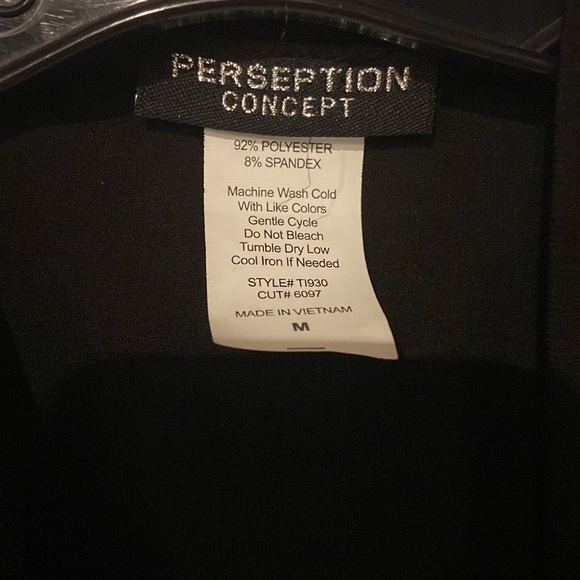 PERSEPTION
CONCEPT
92% POLYESTER
8% SPANDEX
Machine Wash Cold
With Like Colors
Gentle Cycle
Do Not Bleach
Tumble Dry Low
Cool Iron If Needed
STYLE# TI930
CUT# 6097
MADE IN VIETNAM
M